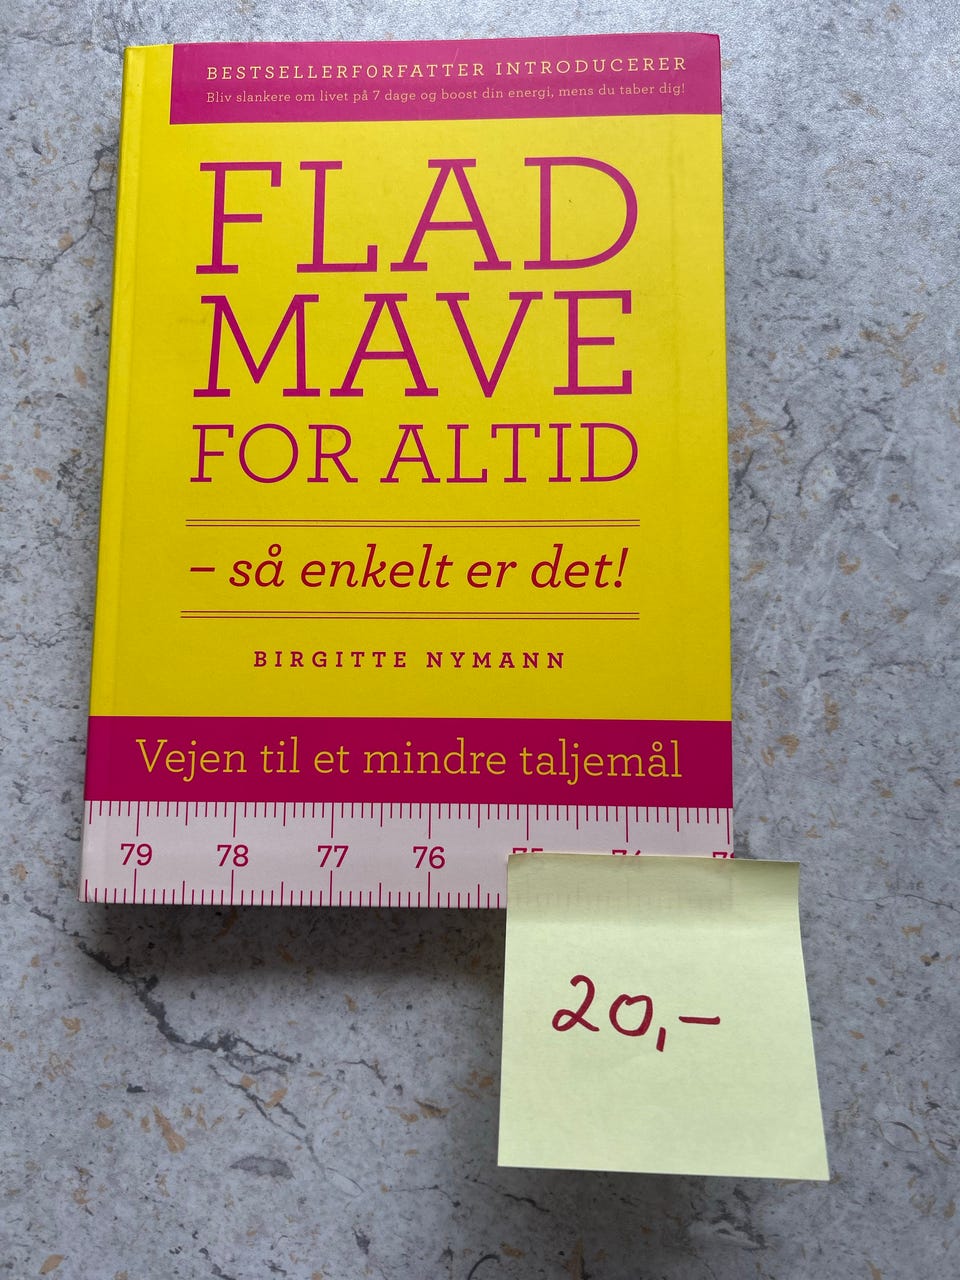 BESTSELLERFORFATTER INTRODUCERER
Bliv slankere om livet på 7 dage og boost din energi, mens du taber dig!
FLAD
MAVE
FOR ALTID
– så enkelt er det!
BIRGITTE NYMANN
Vejen til et mindre taljemål
79 78 77 76
20,-